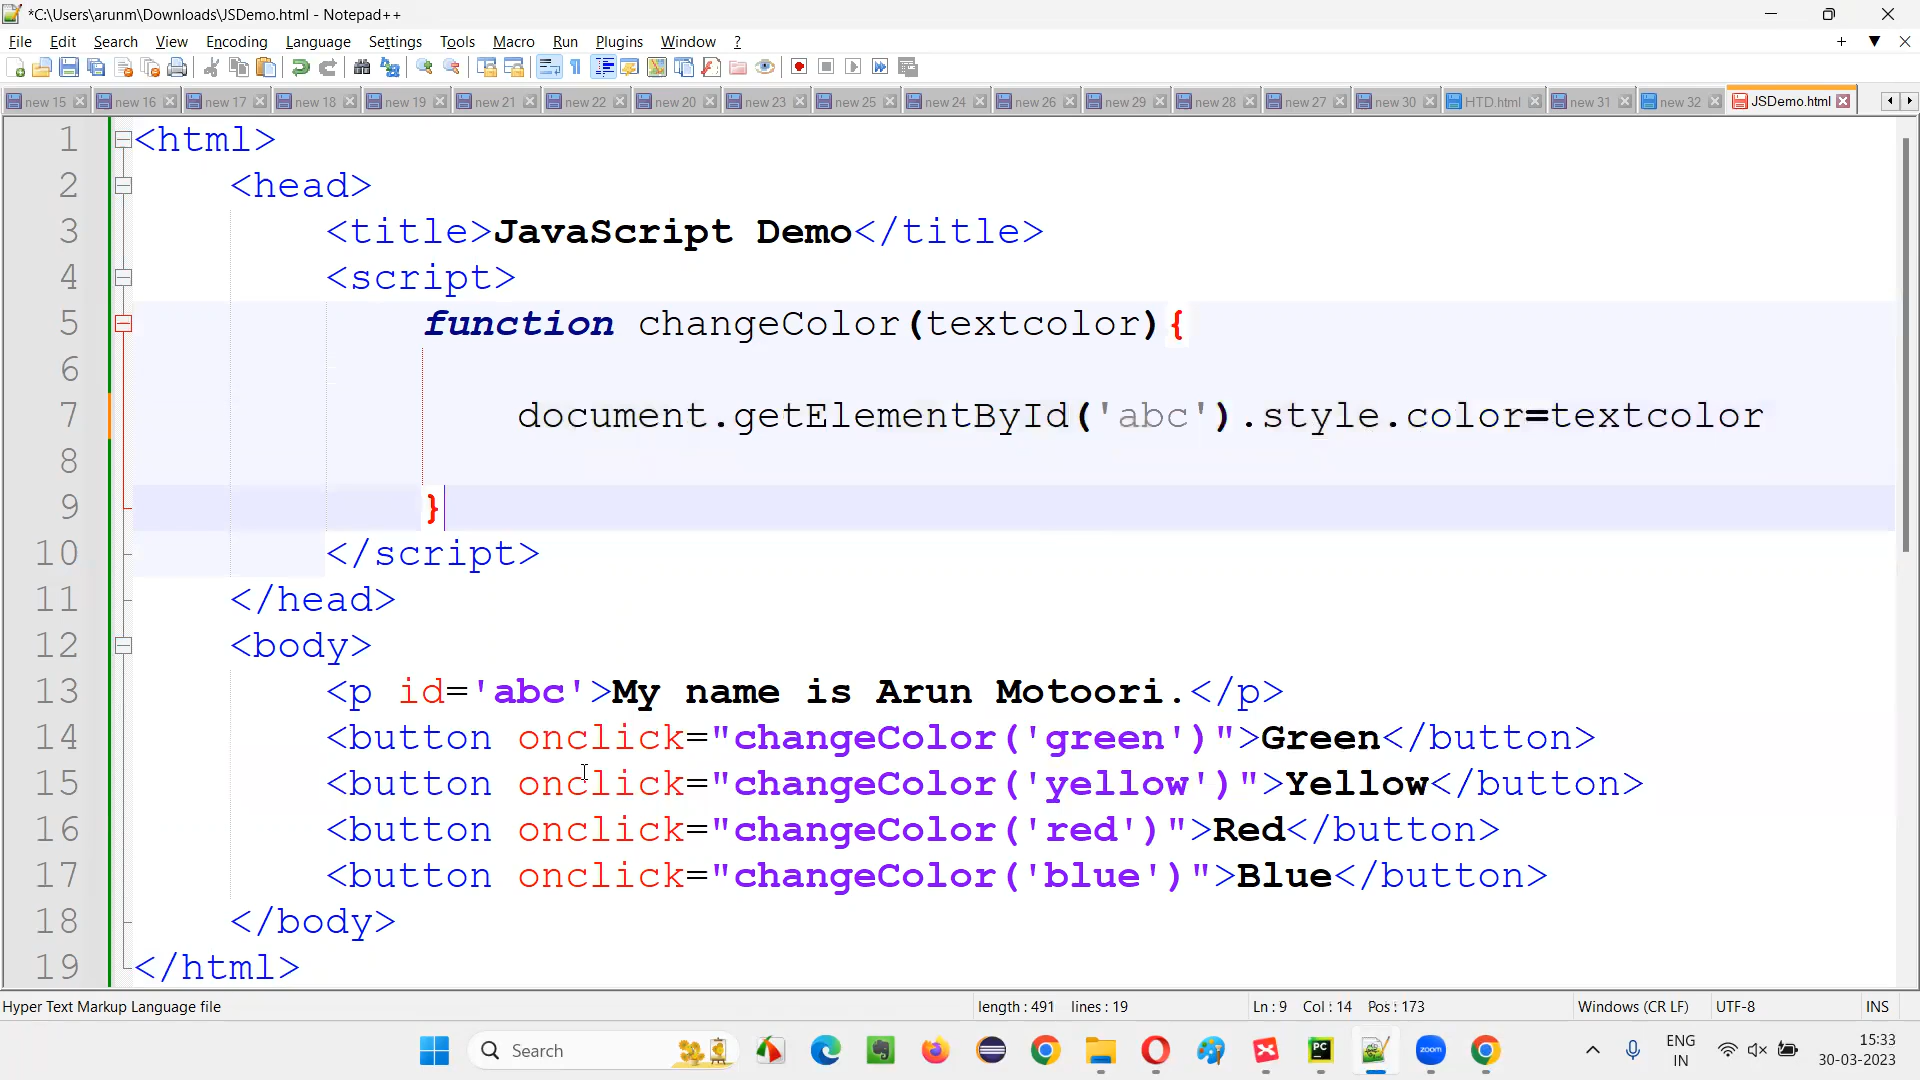 *C:\Users\arunm\Downloads\JSDemo.html - Notepad++
File Edit Search View Encoding Language Settings Tools Macro Run Plugins Window ?
new 15 new 16 new 17 new 18 new 19 new 21 new 22 new 20 new 23 new 25 new 24 new 26 new 29 new 28 new 27 new 30 HTD.html new 31 new 32 JSDemo.html
1 <html>
2 <head>
3 <title>JavaScript Demo</title>
4 <script>
5 function changeColor(textcolor){
6
7 document.getElementById('abc').style.color=textcolor
8
9 }
10 </script>
11 </head>
12 <body>
13 <p id='abc'>My name is Arun Motoori.</p>
14 <button onclick="changeColor('green')">Green</button>
15 <button onclick="changeColor('yellow')">Yellow</button>
16 <button onclick="changeColor('red')">Red</button>
17 <button onclick="changeColor('blue')">Blue</button>
18 </body>
19 </html>
Hyper Text Markup Language file length : 491 lines : 19 Ln : 9 Col : 14 Pos : 173 Windows (CR LF) UTF-8 INS
Search PC zoom ENG IN 15:33 30-03-2023